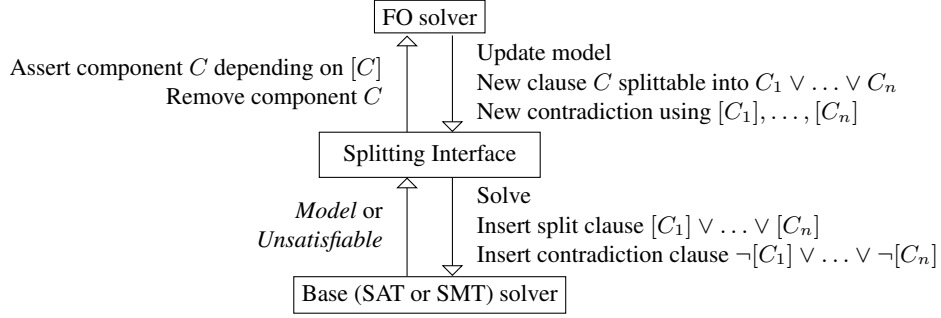 FO solver
Assert component C depending on [C]
Remove component C
Update model
New clause C splittable into C₁ ∨ … ∨ Cₙ
New contradiction using [C₁], …, [Cₙ]
Splitting Interface
Model or
Unsatisfiable
Solve
Insert split clause [C₁] ∨ … ∨ [Cₙ]
Insert contradiction clause ¬[C₁] ∨ … ∨ ¬[Cₙ]
Base (SAT or SMT) solver